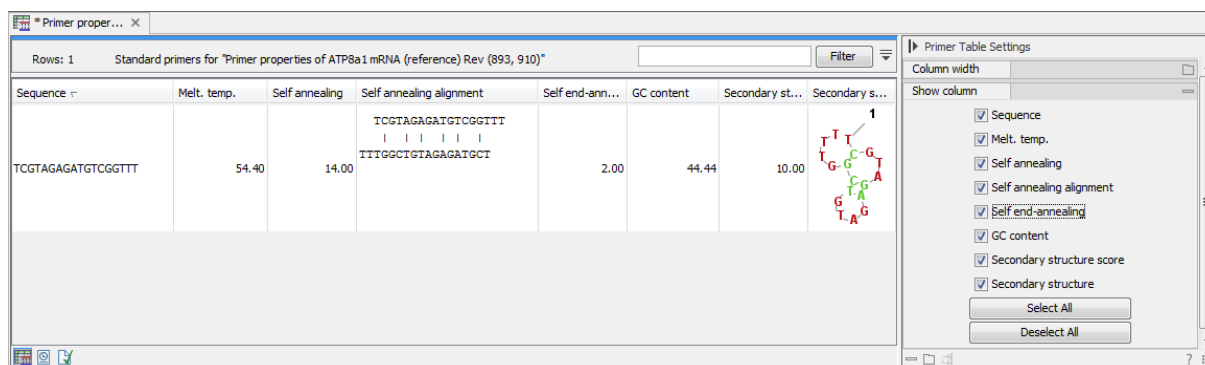 * Primer proper...
Rows: 1 Standard primers for "Primer properties of ATP8a1 mRNA (reference) Rev (893, 910)" Filter
Sequence Melt. temp. Self annealing Self annealing alignment Self end-ann... GC content Secondary st... Secondary s...
TCGTAGAGATGTCGGTTT 54.40 14.00 2.00 44.44 10.00
TCGTAGAGATGTCGGTTT
| | | | | |
TTTGGCTGTAGAGATGCT
1
T T T C G T A G A G A T G T C G G T
Primer Table Settings
Column width
Show column
Sequence
Melt. temp.
Self annealing
Self annealing alignment
Self end-annealing
GC content
Secondary structure score
Secondary structure
Select All
Deselect All
?